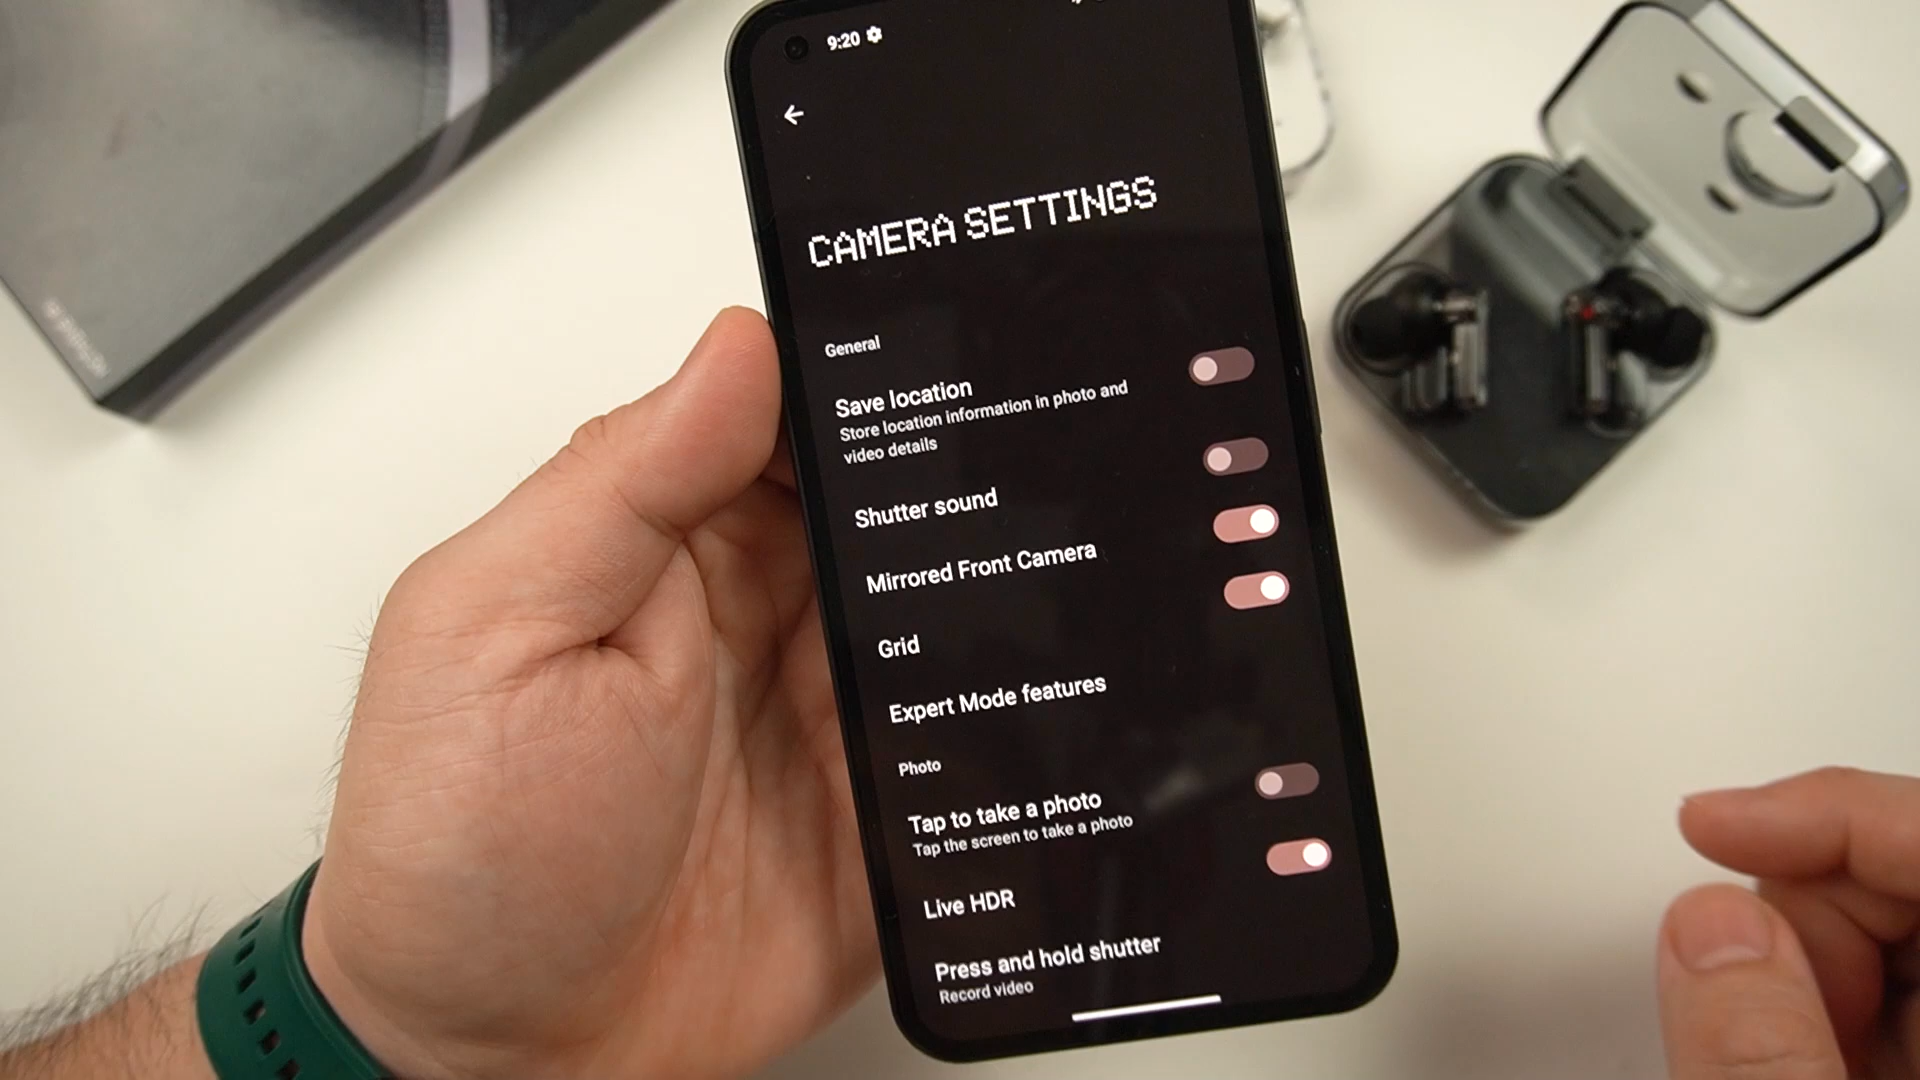 9:20
CAMERA SETTINGS
General
Save location
Store location information in photo and
video details
Shutter sound
Mirrored Front Camera
Grid
Expert Mode features
Photo
Tap to take a photo
Tap the screen to take a photo
Live HDR
Press and hold shutter
Record video